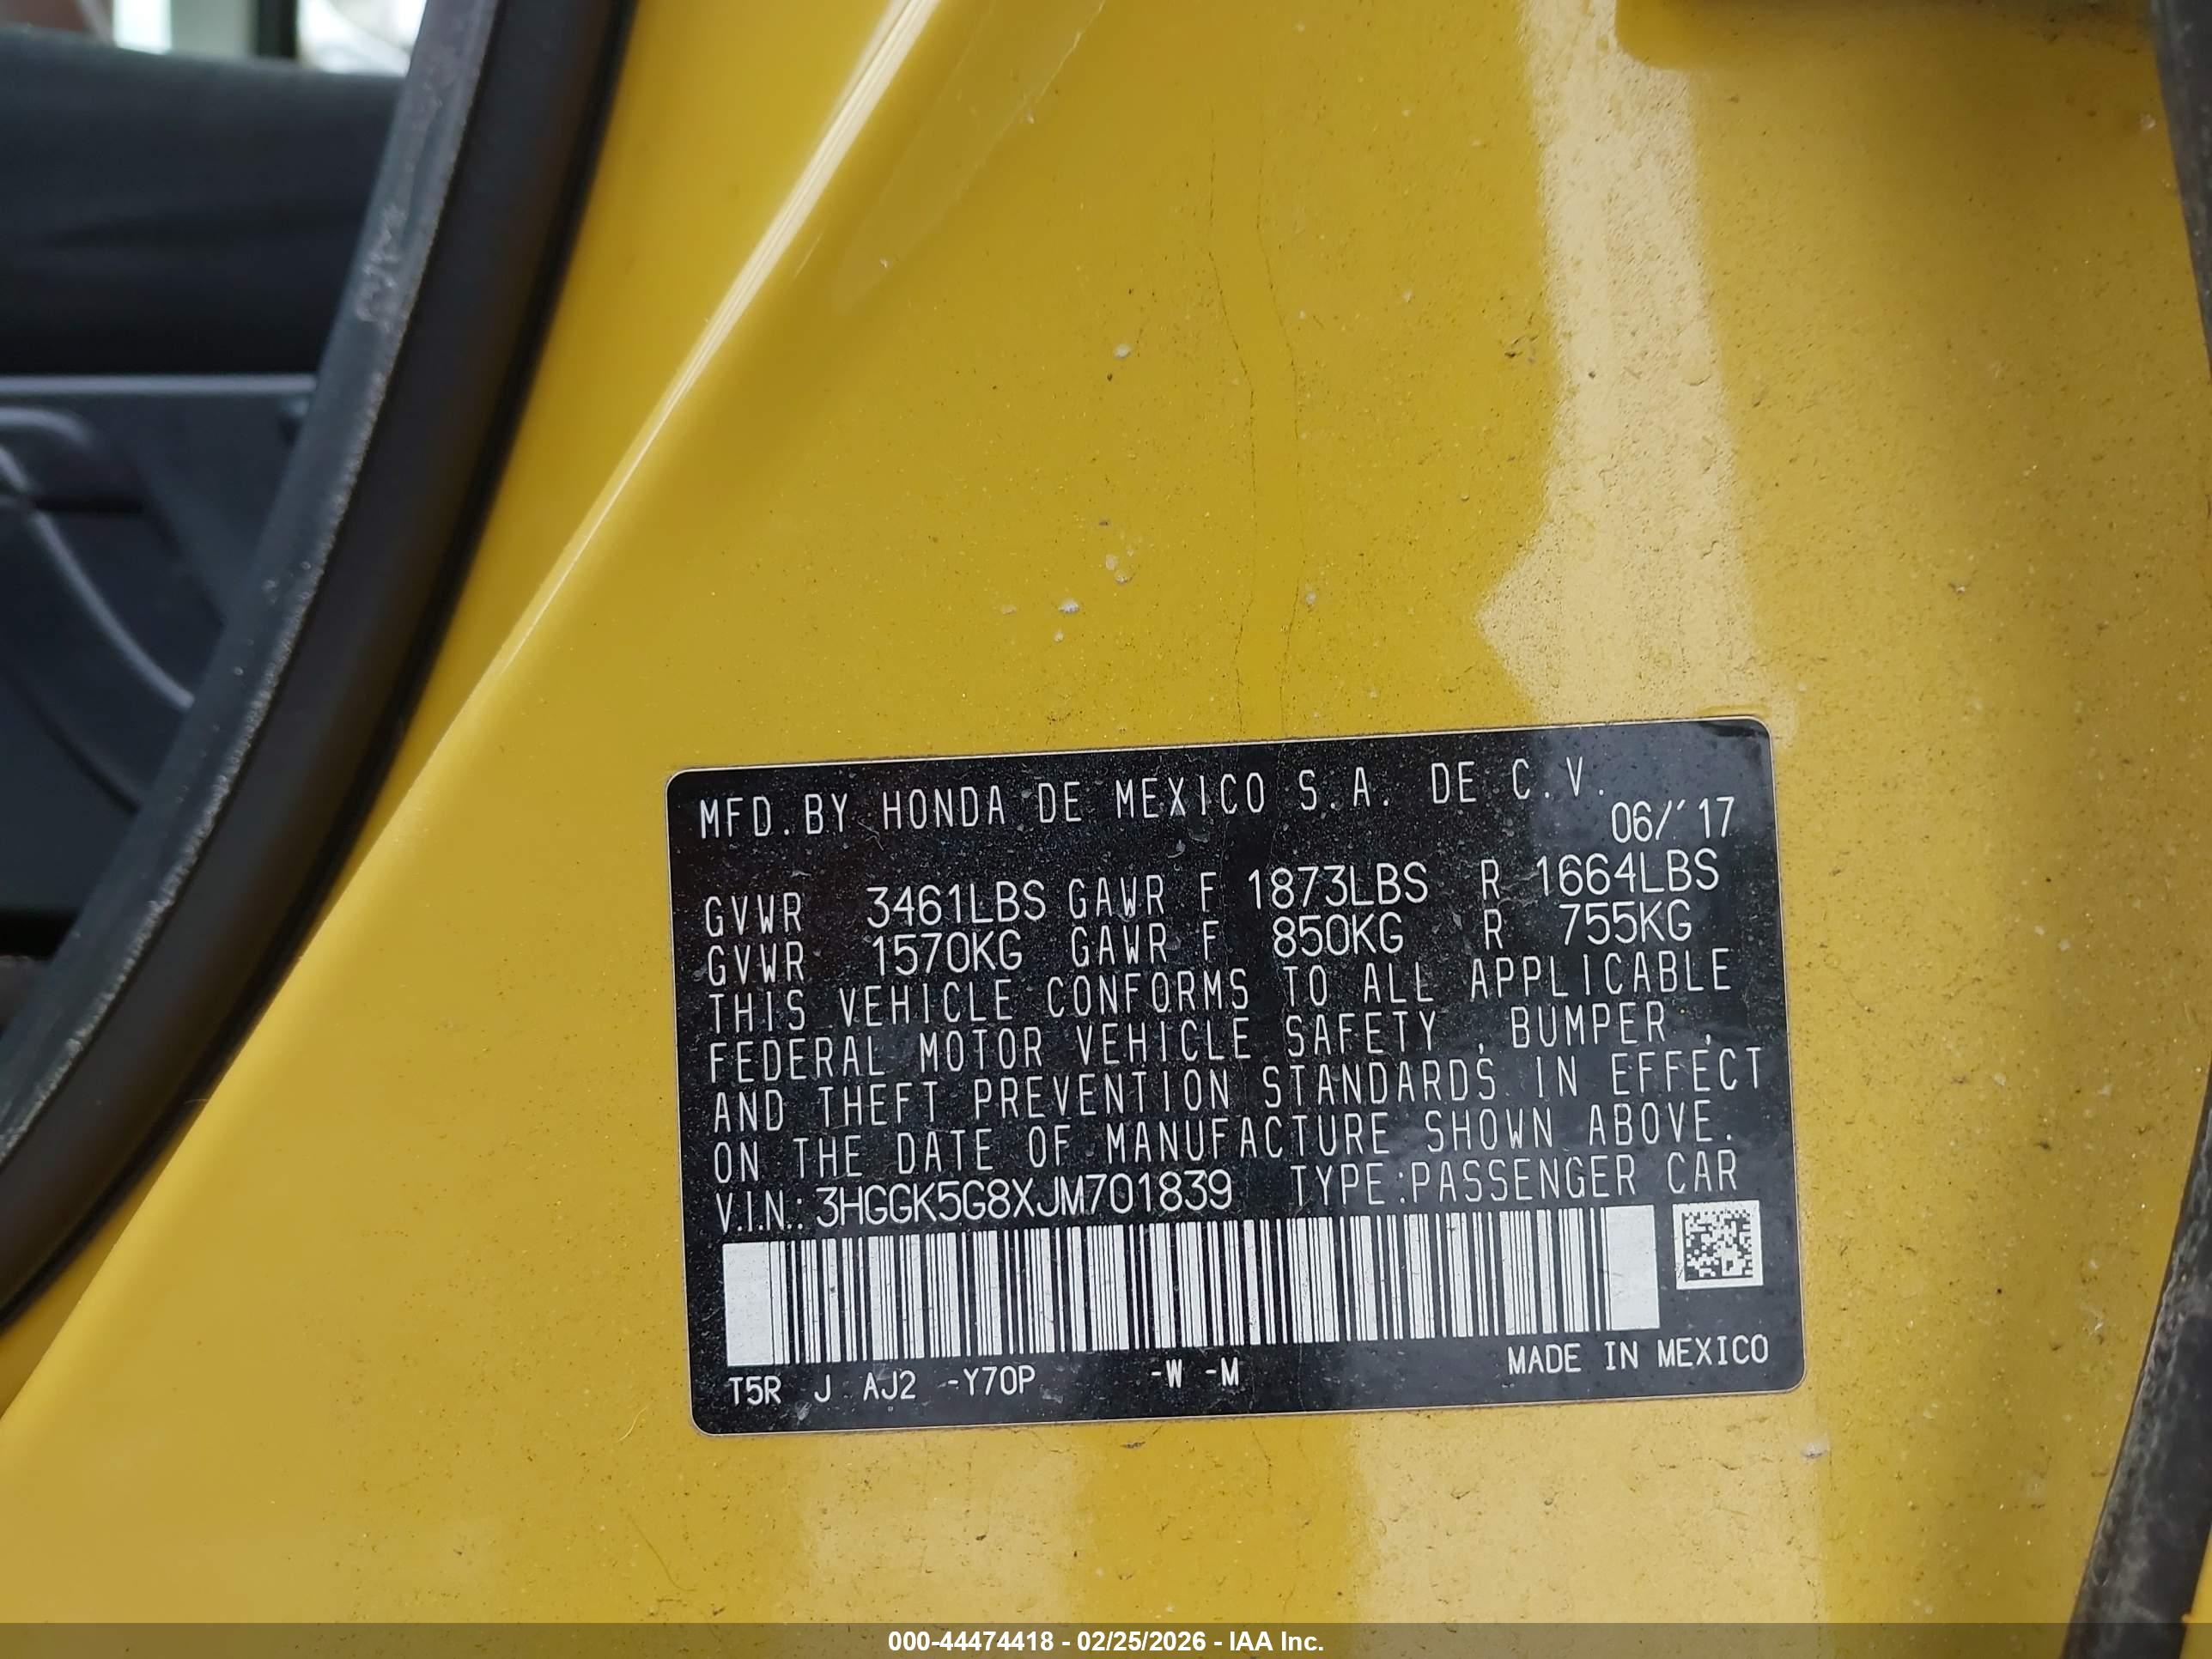 MFD.BY HONDA DE MEXICO S.A. DE C.V.
06/'17
GVWR 3461LBS GAWR F 1873LBS R 1664LBS
GVWR 1570KG GAWR F 850KG R 755KG
THIS VEHICLE CONFORMS TO ALL APPLICABLE
FEDERAL MOTOR VEHICLE SAFETY , BUMPER ,
AND THEFT PREVENTION STANDARDS IN EFFECT
ON THE DATE OF MANUFACTURE SHOWN ABOVE.
V.I.N.: 3HGGK5G8XJM701839 TYPE:PASSENGER CAR
T5R J AJ2 -Y70P -W -M MADE IN MEXICO
000-44474418 - 02/25/2026 - IAA Inc.